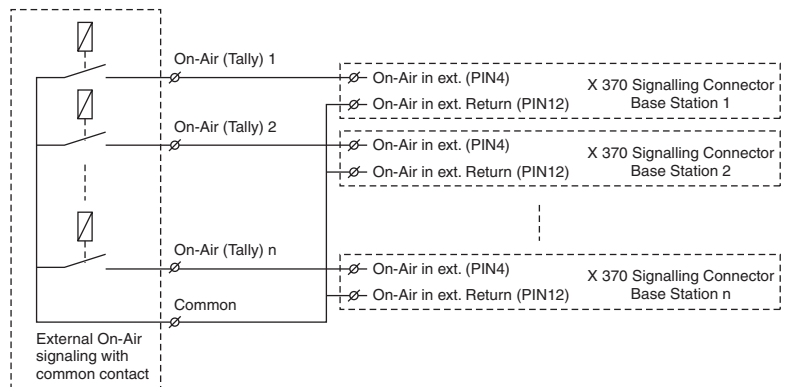 On-Air (Tally) 1
On-Air in ext. (PIN4)
On-Air in ext. Return (PIN12)
X 370 Signalling Connector
Base Station 1
On-Air (Tally) 2
On-Air in ext. (PIN4)
On-Air in ext. Return (PIN12)
X 370 Signalling Connector
Base Station 2
On-Air (Tally) n
On-Air in ext. (PIN4)
On-Air in ext. Return (PIN12)
X 370 Signalling Connector
Base Station n
Common
External On-Air
signaling with
common contact